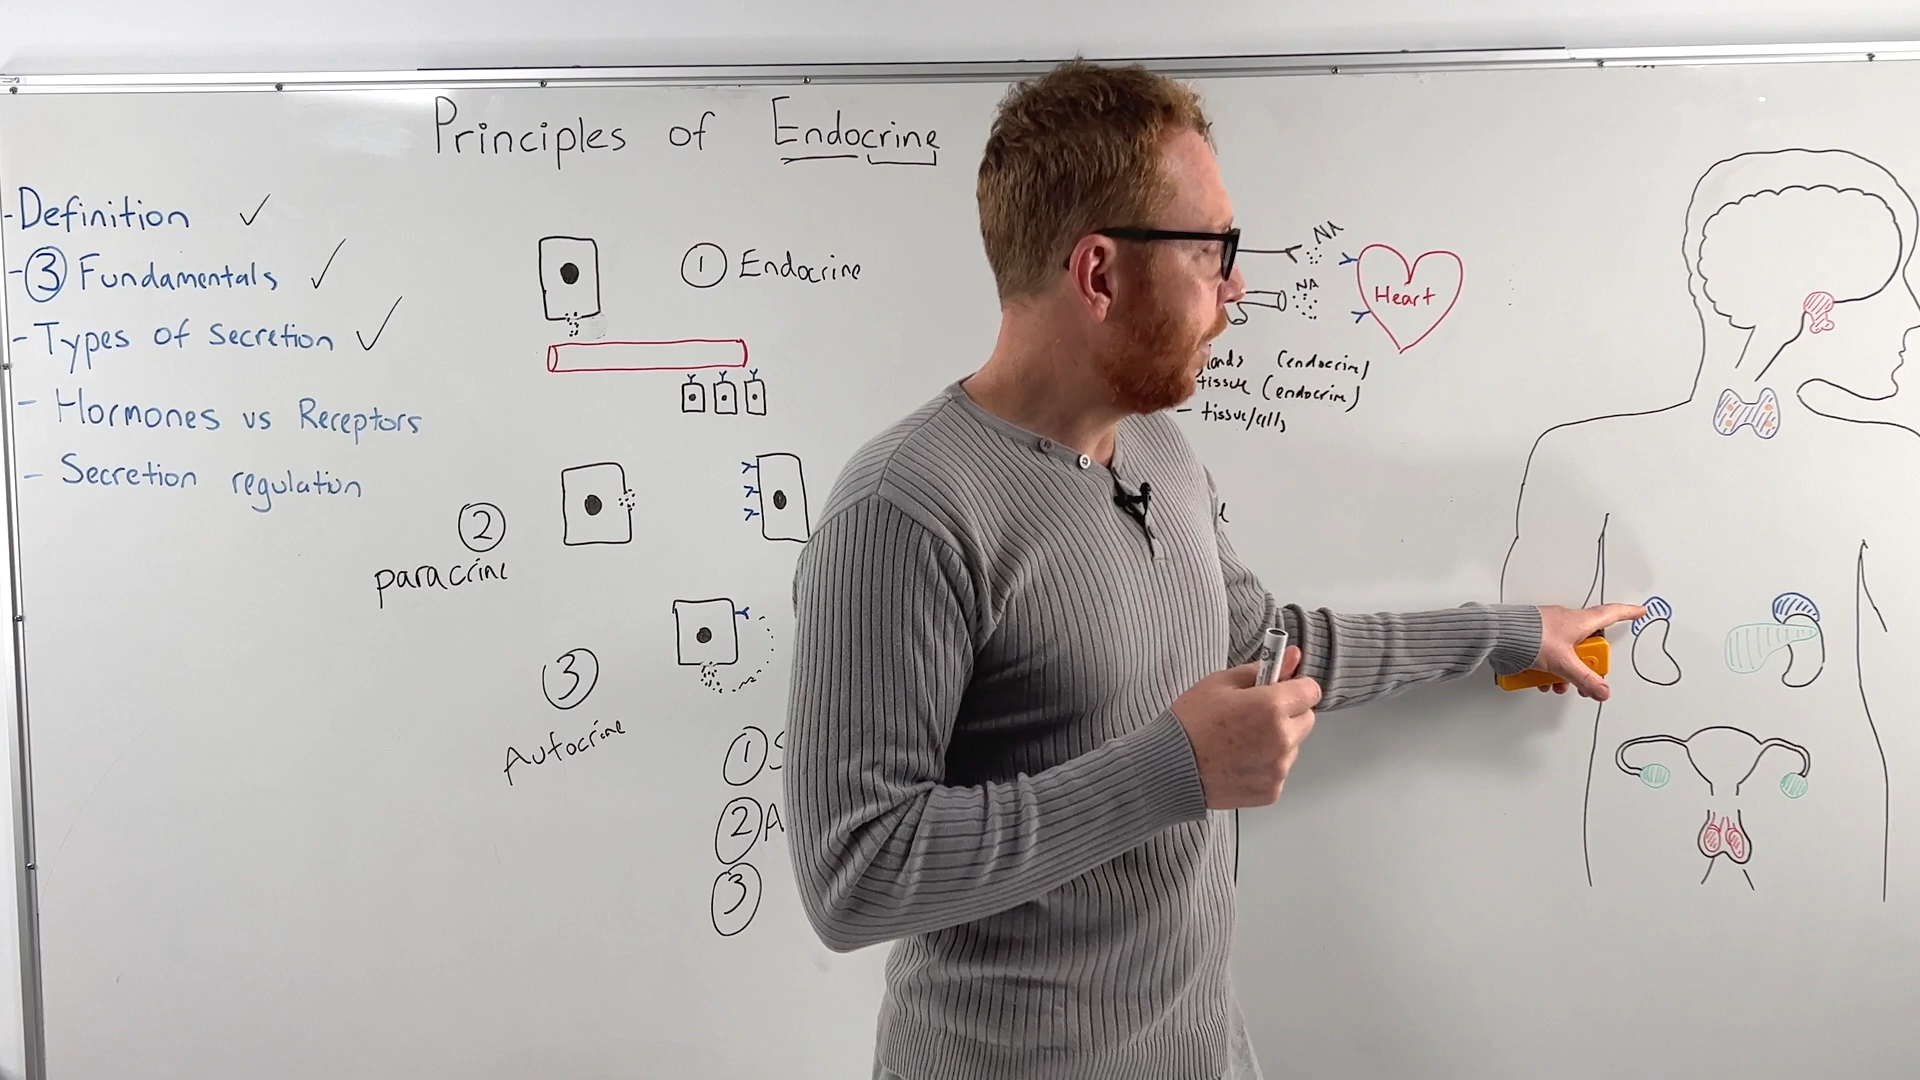 Principles of Endocrine
- Definition ✓
- ③ Fundamentals ✓
- Types of secretion ✓
- Hormones vs Receptors
- Secretion regulation
① Endocrine
② paracrine
③ Autocrine
① S
② A
③
NA
NA
Heart
(endocrine)
tissue (endocrine)
- tissue/cells